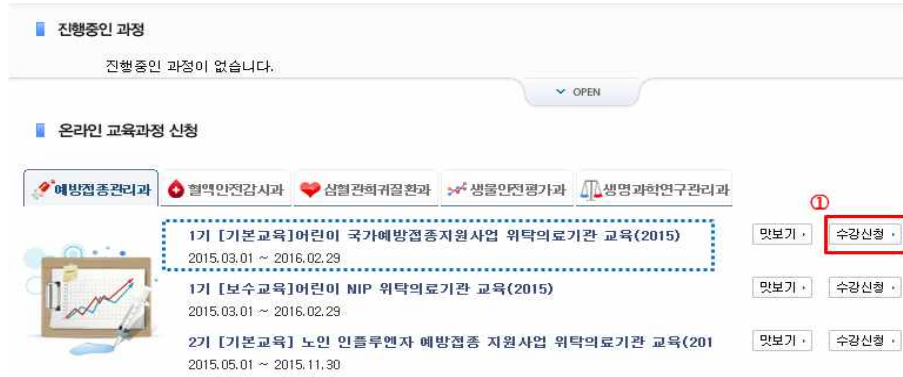 진행중인 과정
진행중인 과정이 없습니다.
OPEN
온라인 교육과정 신청
예방접종관리과 혈액안전감시과 심혈관희귀질환과 생물안전평가과 생명과학연구관리과
①
1기 [기본교육]어린이 국가예방접종지원사업 위탁의료기관 교육(2015) 맛보기 수강신청
2015.03.01 ~ 2016.02.29
1기 [보수교육]어린이 NIP 위탁의료기관 교육(2015) 맛보기 수강신청
2015.03.01 ~ 2016.02.29
2기 [기본교육] 노인 인플루엔자 예방접종 지원사업 위탁의료기관 교육(201 맛보기 수강신청
2015.05.01 ~ 2015.11.30